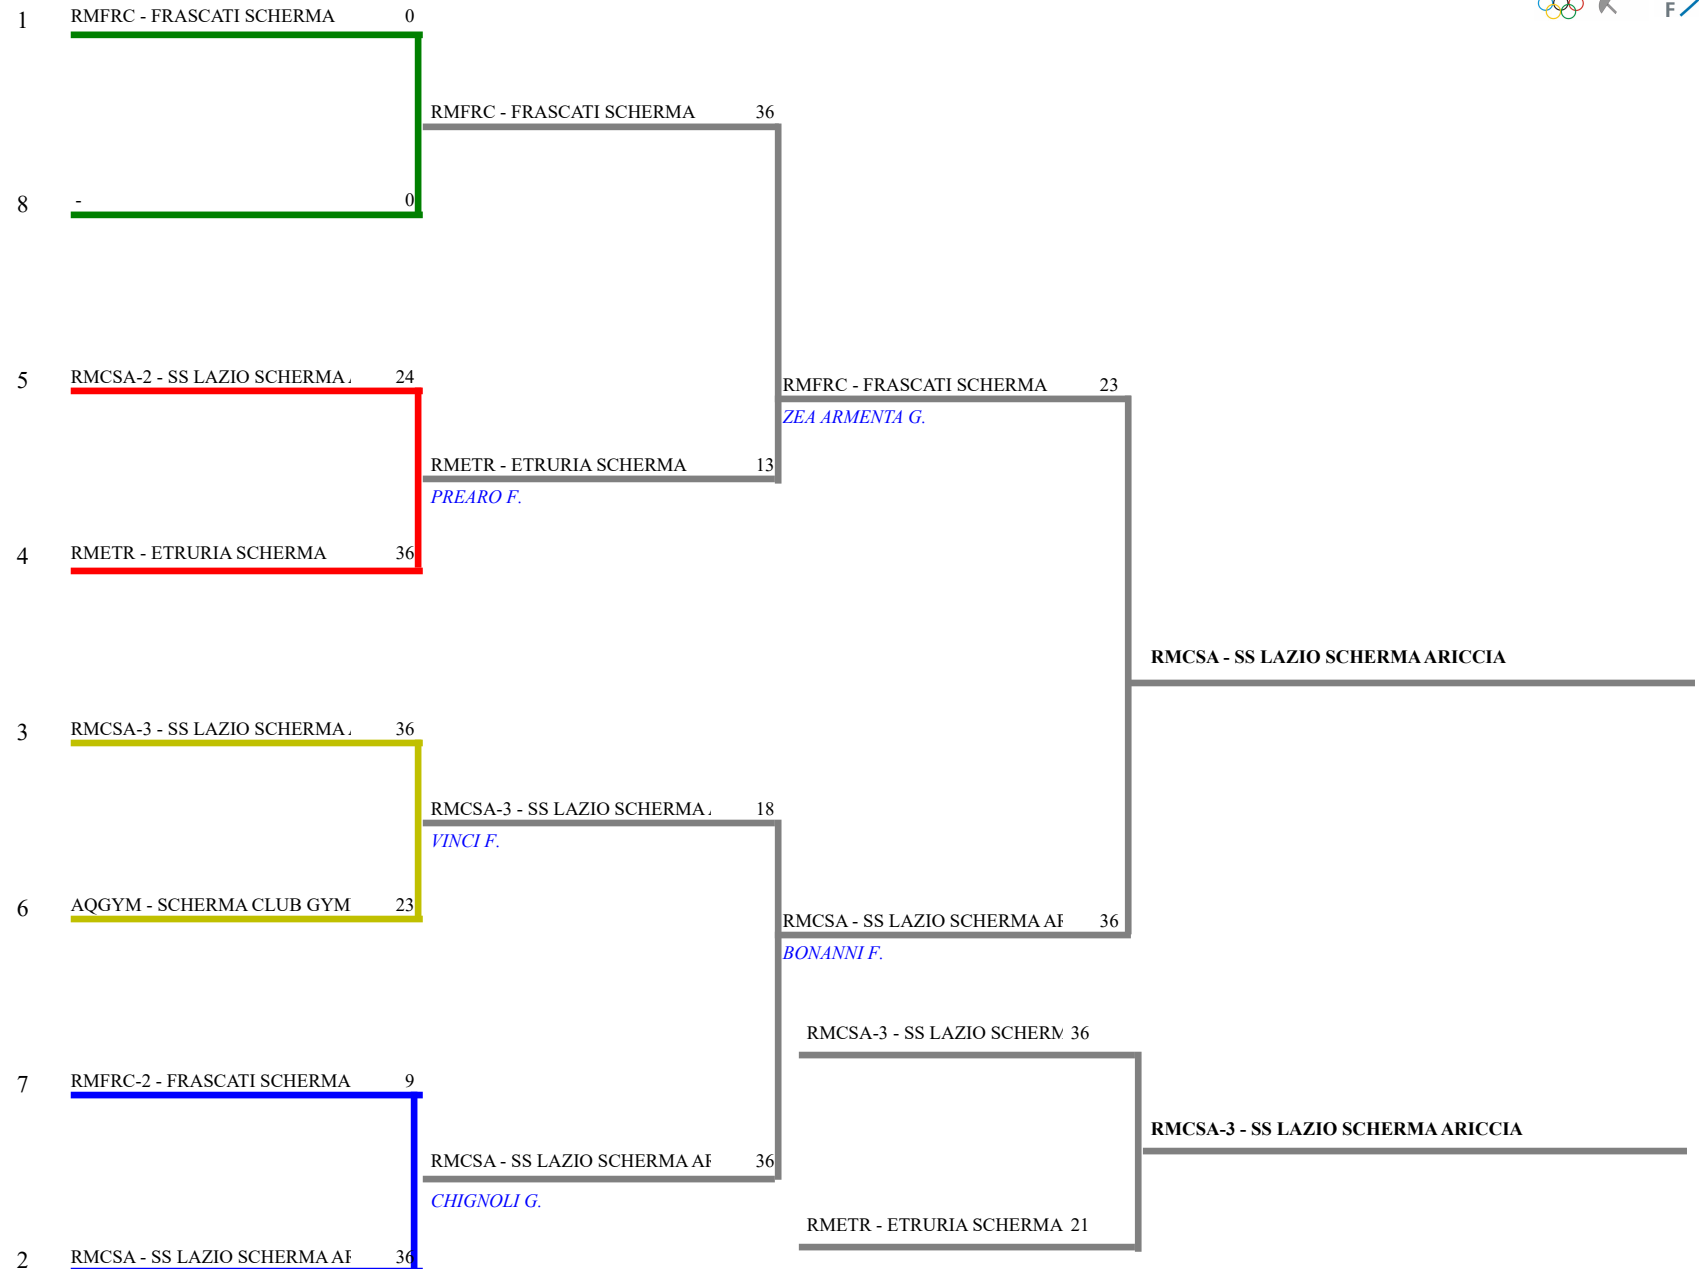 F
1 RMFRC - FRASCATI SCHERMA 0
RMFRC - FRASCATI SCHERMA 36
8 - 0
5 RMCSA-2 - SS LAZIO SCHERMA 24
RMFRC - FRASCATI SCHERMA 23
ZEA ARMENTA G.
RMETR - ETRURIA SCHERMA 13
PREARO F.
4 RMETR - ETRURIA SCHERMA 36
RMCSA - SS LAZIO SCHERMA ARICCIA
3 RMCSA-3 - SS LAZIO SCHERMA 36
RMCSA-3 - SS LAZIO SCHERMA 18
VINCI F.
6 AQGYM - SCHERMA CLUB GYM 23
RMCSA - SS LAZIO SCHERMA AR 36
BONANNI F.
RMCSA-3 - SS LAZIO SCHERM 36
7 RMFRC-2 - FRASCATI SCHERMA 9
RMCSA-3 - SS LAZIO SCHERMA ARICCIA
RMCSA - SS LAZIO SCHERMA AR 36
CHIGNOLI G.
RMETR - ETRURIA SCHERMA 21
2 RMCSA - SS LAZIO SCHERMA AR 36